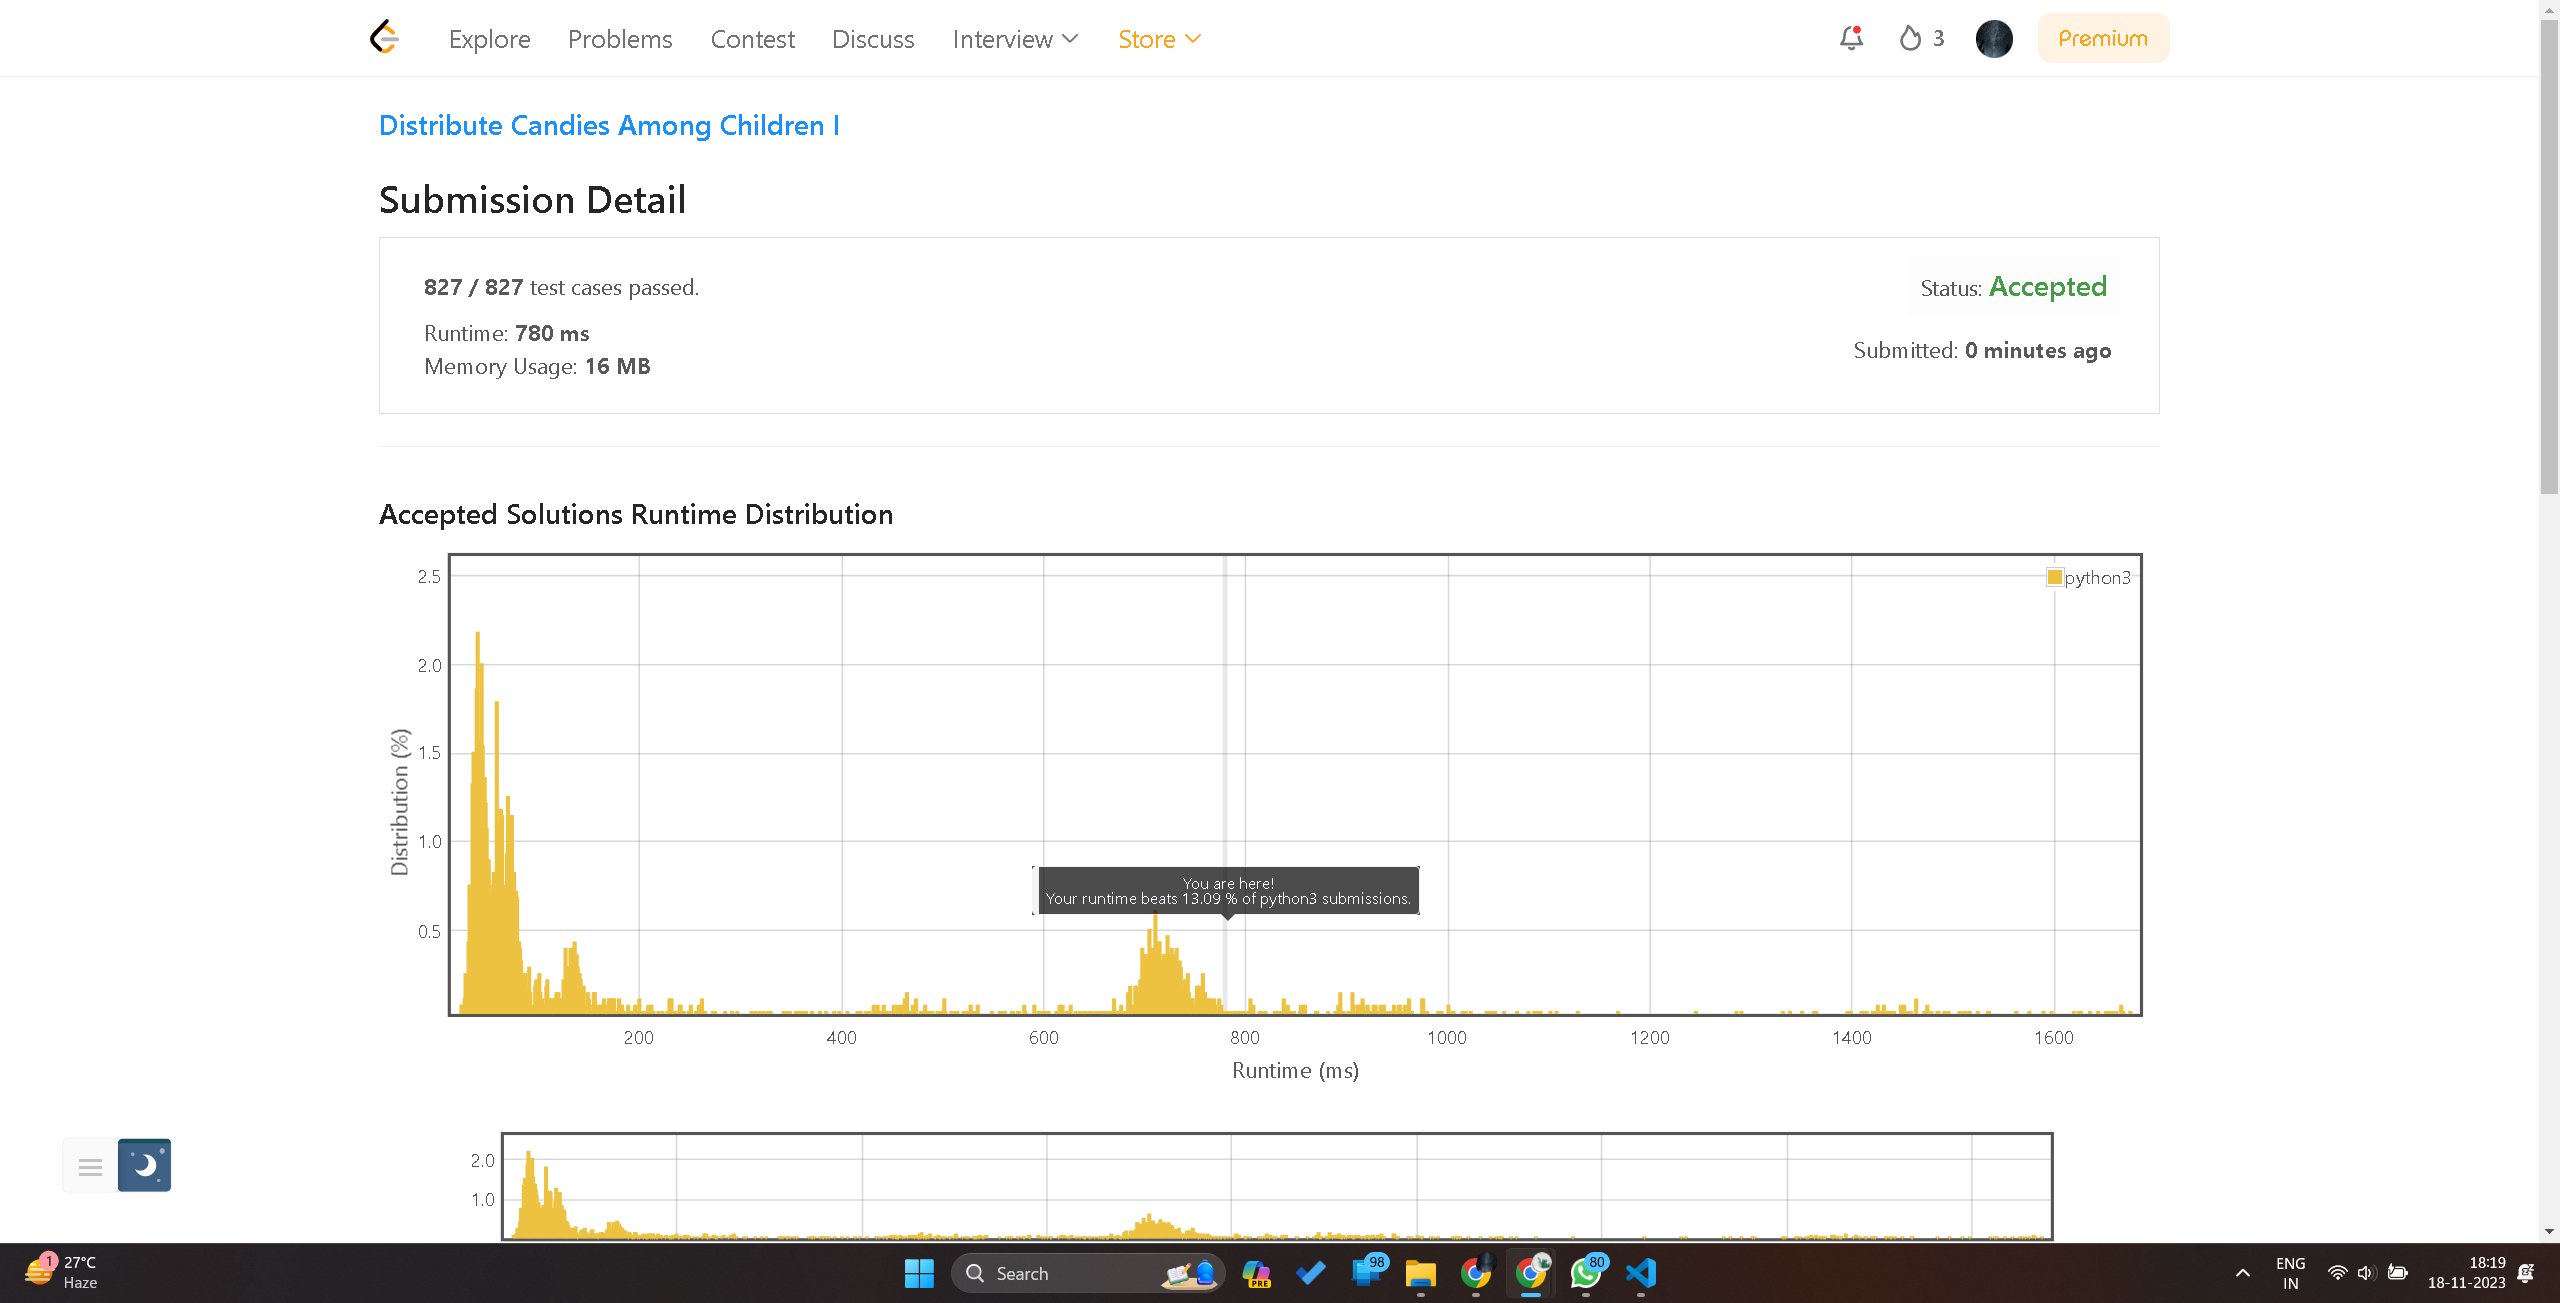 Explore Problems Contest Discuss Interview Store 3 Premium
Distribute Candies Among Children I
Submission Detail
827 / 827 test cases passed.
Status: Accepted
Runtime: 780 ms
Submitted: 0 minutes ago
Memory Usage: 16 MB
Accepted Solutions Runtime Distribution
2.5
python3
2.0
1.5
1.0
0.5
Distribution (%)
You are here!
Your runtime beats 13.09 % of python3 submissions.
200 400 600 800 1000 1200 1400 1600
Runtime (ms)
2.0
1.0
1
27°C
Haze
Search
PRE
98
80
ENG
IN
18:19
18-11-2023